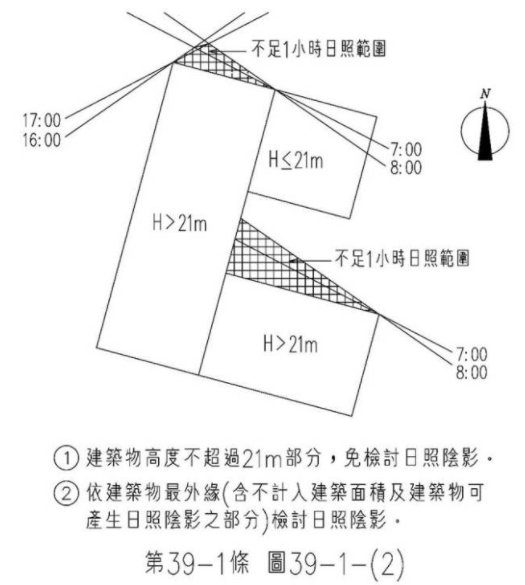 不足1小時日照範圍
N
17:00
16:00
7:00
8:00
H≤21m
H>21m
不足1小時日照範圍
H>21m
7:00
8:00
① 建築物高度不超過21m部分，免檢討日照陰影。
② 依建築物最外緣(含不計入建築面積及建築物可
產生日照陰影之部分)檢討日照陰影。
第39-1條 圖39-1-(2)